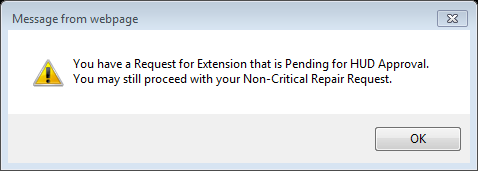 Message from webpage
You have a Request for Extension that is Pending for HUD Approval.
You may still proceed with your Non-Critical Repair Request.
OK